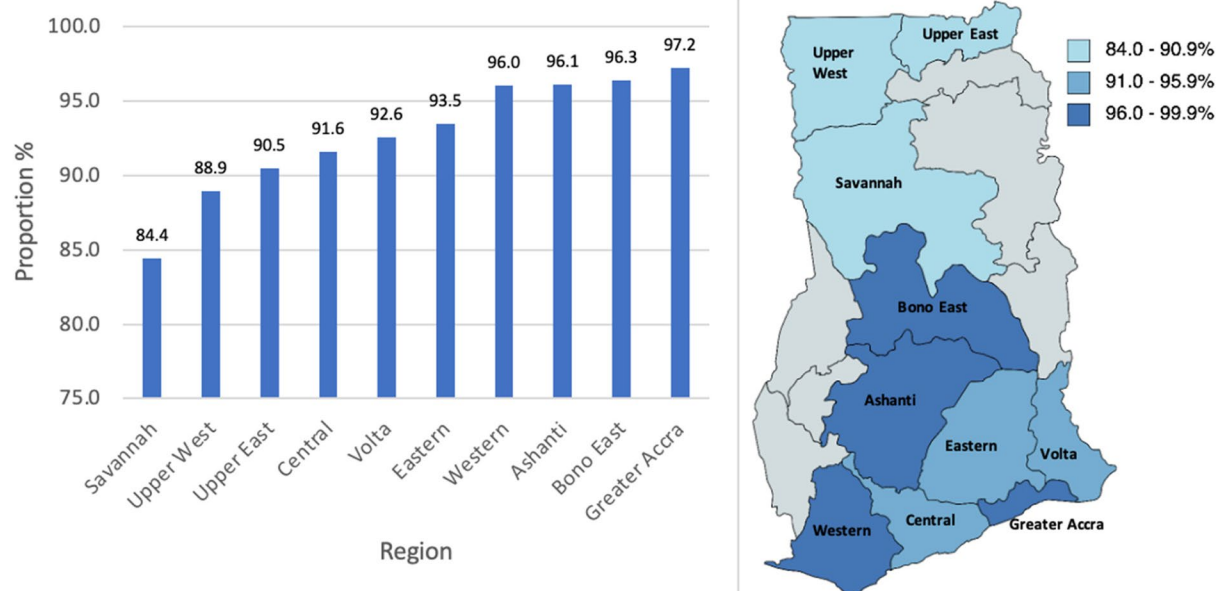 100.0
95.0
90.0
85.0
80.0
75.0
Proportion %
84.4
88.9
90.5
91.6
92.6
93.5
96.0
96.1
96.3
97.2
Savannah
Upper West
Upper East
Central
Volta
Eastern
Western
Ashanti
Bono East
Greater Accra
Region
Upper East
Upper
West
Savannah
Bono East
Ashanti
Eastern
Volta
Central
Western
Greater Accra
84.0 - 90.9%
91.0 - 95.9%
96.0 - 99.9%